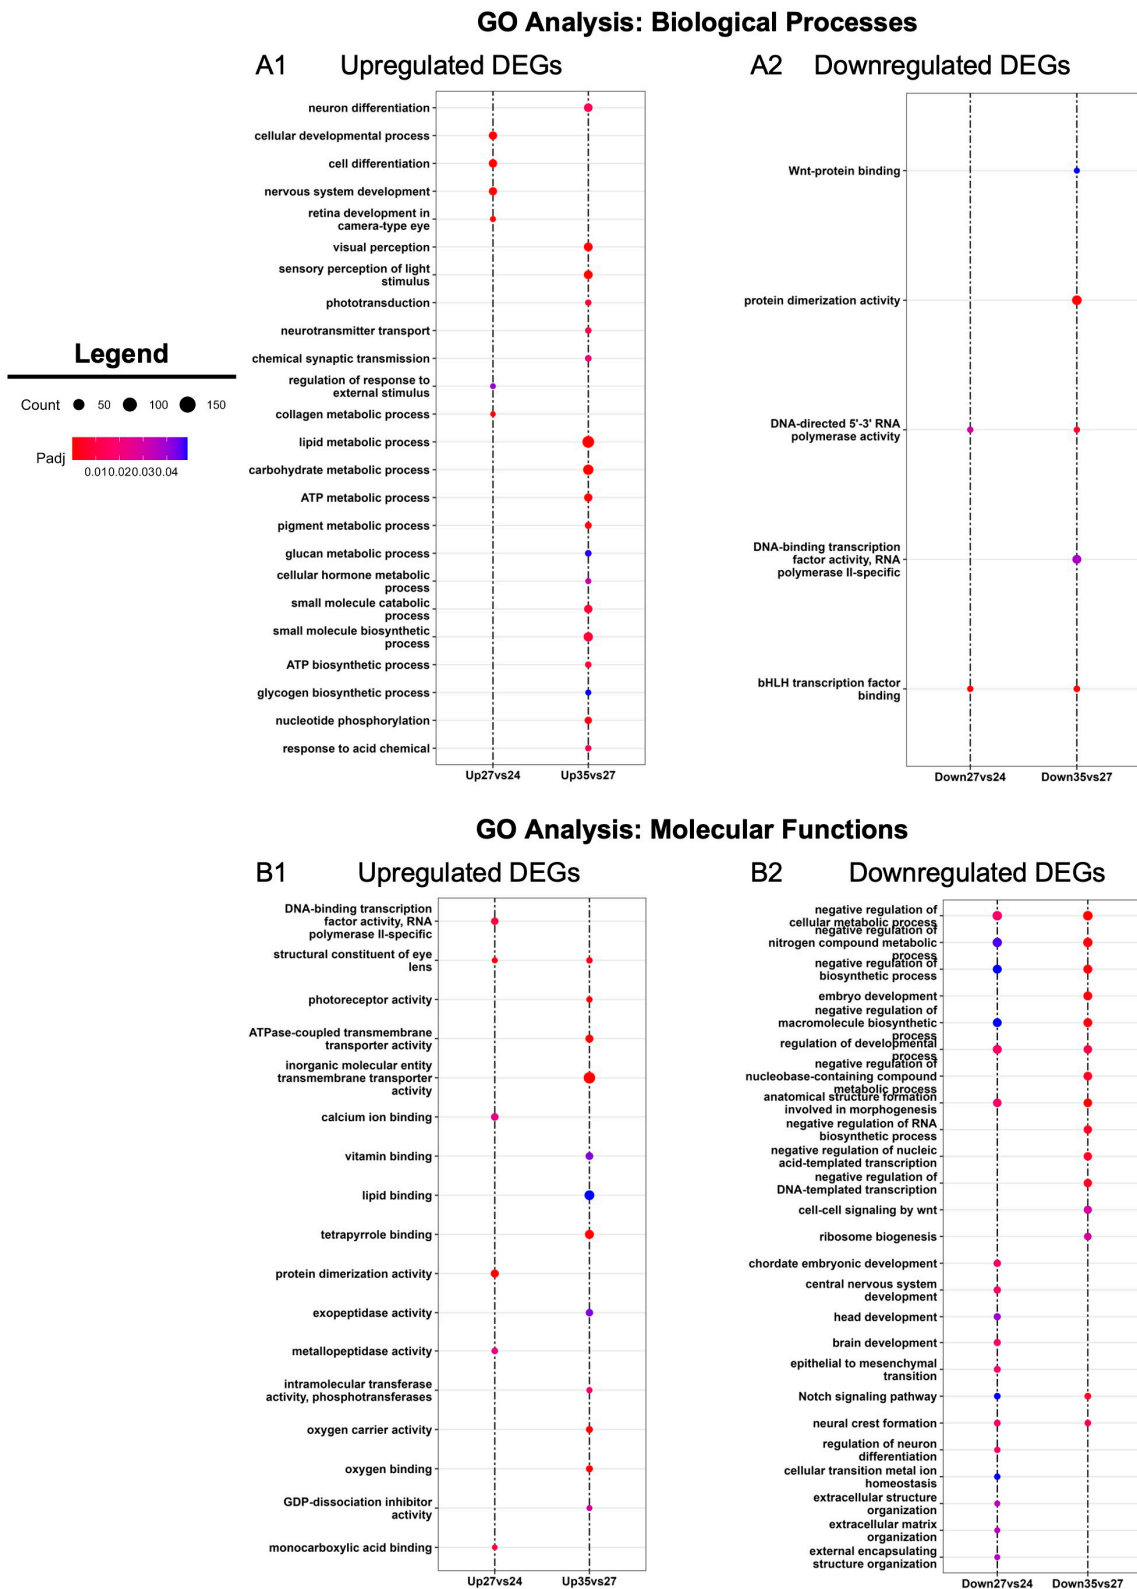 GO Analysis: Biological Processes
A1 Upregulated DEGs
neuron differentiation
cellular developmental process
cell differentiation
nervous system development
retina development in
camera-type eye
visual perception
sensory perception of light
stimulus
phototransduction
neurotransmitter transport
chemical synaptic transmission
regulation of response to
external stimulus
collagen metabolic process
lipid metabolic process
carbohydrate metabolic process
ATP metabolic process
pigment metabolic process
glucan metabolic process
cellular hormone metabolic
process
small molecule catabolic
process
small molecule biosynthetic
process
ATP biosynthetic process
glycogen biosynthetic process
nucleotide phosphorylation
response to acid chemical
Up27vs24 Up35vs27
A2 Downregulated DEGs
Wnt-protein binding
protein dimerization activity
DNA-directed 5'-3' RNA
polymerase activity
DNA-binding transcription
factor activity, RNA
polymerase II-specific
bHLH transcription factor
binding
Down27vs24 Down35vs27
Legend
Count 50 100 150
Padj
0.01 0.02 0.03 0.04
GO Analysis: Molecular Functions
B1 Upregulated DEGs
DNA-binding transcription
factor activity, RNA
polymerase II-specific
structural constituent of eye
lens
photoreceptor activity
ATPase-coupled transmembrane
transporter activity
inorganic molecular entity
transmembrane transporter
activity
calcium ion binding
vitamin binding
lipid binding
tetrapyrrole binding
protein dimerization activity
exopeptidase activity
metallopeptidase activity
intramolecular transferase
activity, phosphotransferases
oxygen carrier activity
oxygen binding
GDP-dissociation inhibitor
activity
monocarboxylic acid binding
Up27vs24 Up35vs27
B2 Downregulated DEGs
negative regulation of
cellular metabolic process
negative regulation of
nitrogen compound metabolic
process
negative regulation of
biosynthetic process
embryo development
negative regulation of
macromolecule biosynthetic
process
regulation of developmental
process
negative regulation of
nucleobase-containing compound
metabolic process
anatomical structure formation
involved in morphogenesis
negative regulation of RNA
biosynthetic process
negative regulation of nucleic
acid-templated transcription
negative regulation of
DNA-templated transcription
cell-cell signaling by wnt
ribosome biogenesis
chordate embryonic development
central nervous system
development
head development
brain development
epithelial to mesenchymal
transition
Notch signaling pathway
neural crest formation
regulation of neuron
differentiation
cellular transition metal ion
homeostasis
extracellular structure
organization
extracellular matrix
organization
external encapsulating
structure organization
Down27vs24 Down35vs27